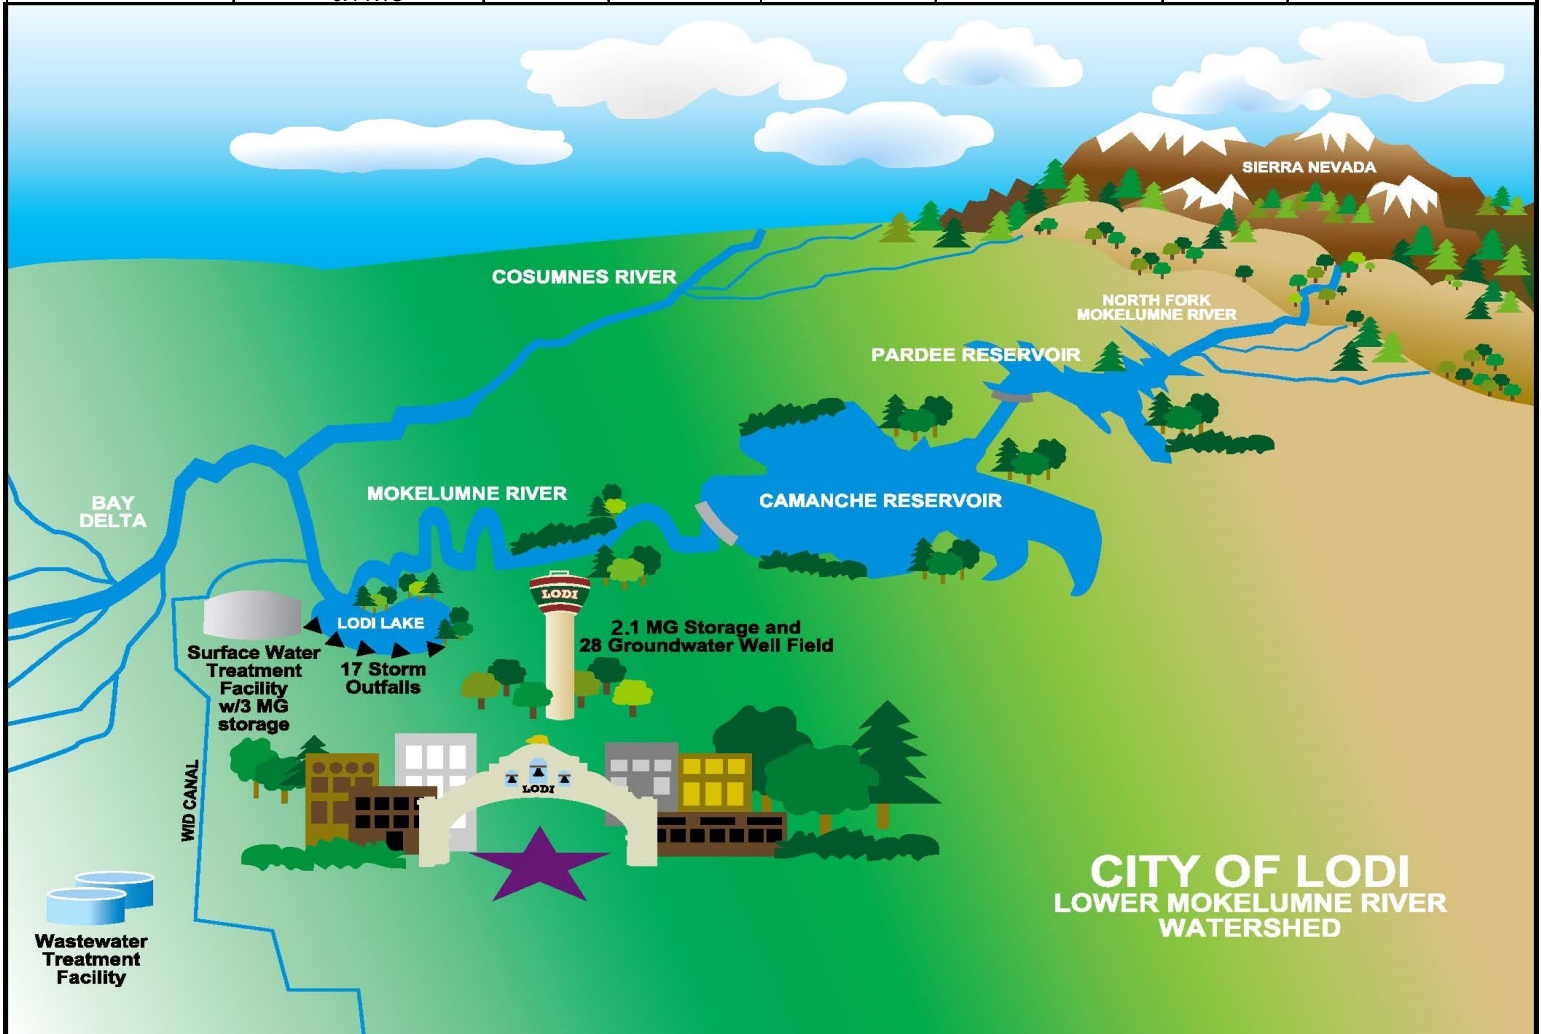 SIERRA NEVADA
COSUMNES RIVER
NORTH FORK
MOKELUMNE RIVER
PARDEE RESERVOIR
MOKELUMNE RIVER
CAMANCHE RESERVOIR
BAY
DELTA
LODI
LODI LAKE
2.1 MG Storage and
28 Groundwater Well Field
Surface Water
Treatment
Facility
w/3 MG
storage
17 Storm
Outfalls
WID CANAL
LODI
CITY OF LODI
LOWER MOKELUMNE RIVER
WATERSHED
Wastewater
Treatment
Facility